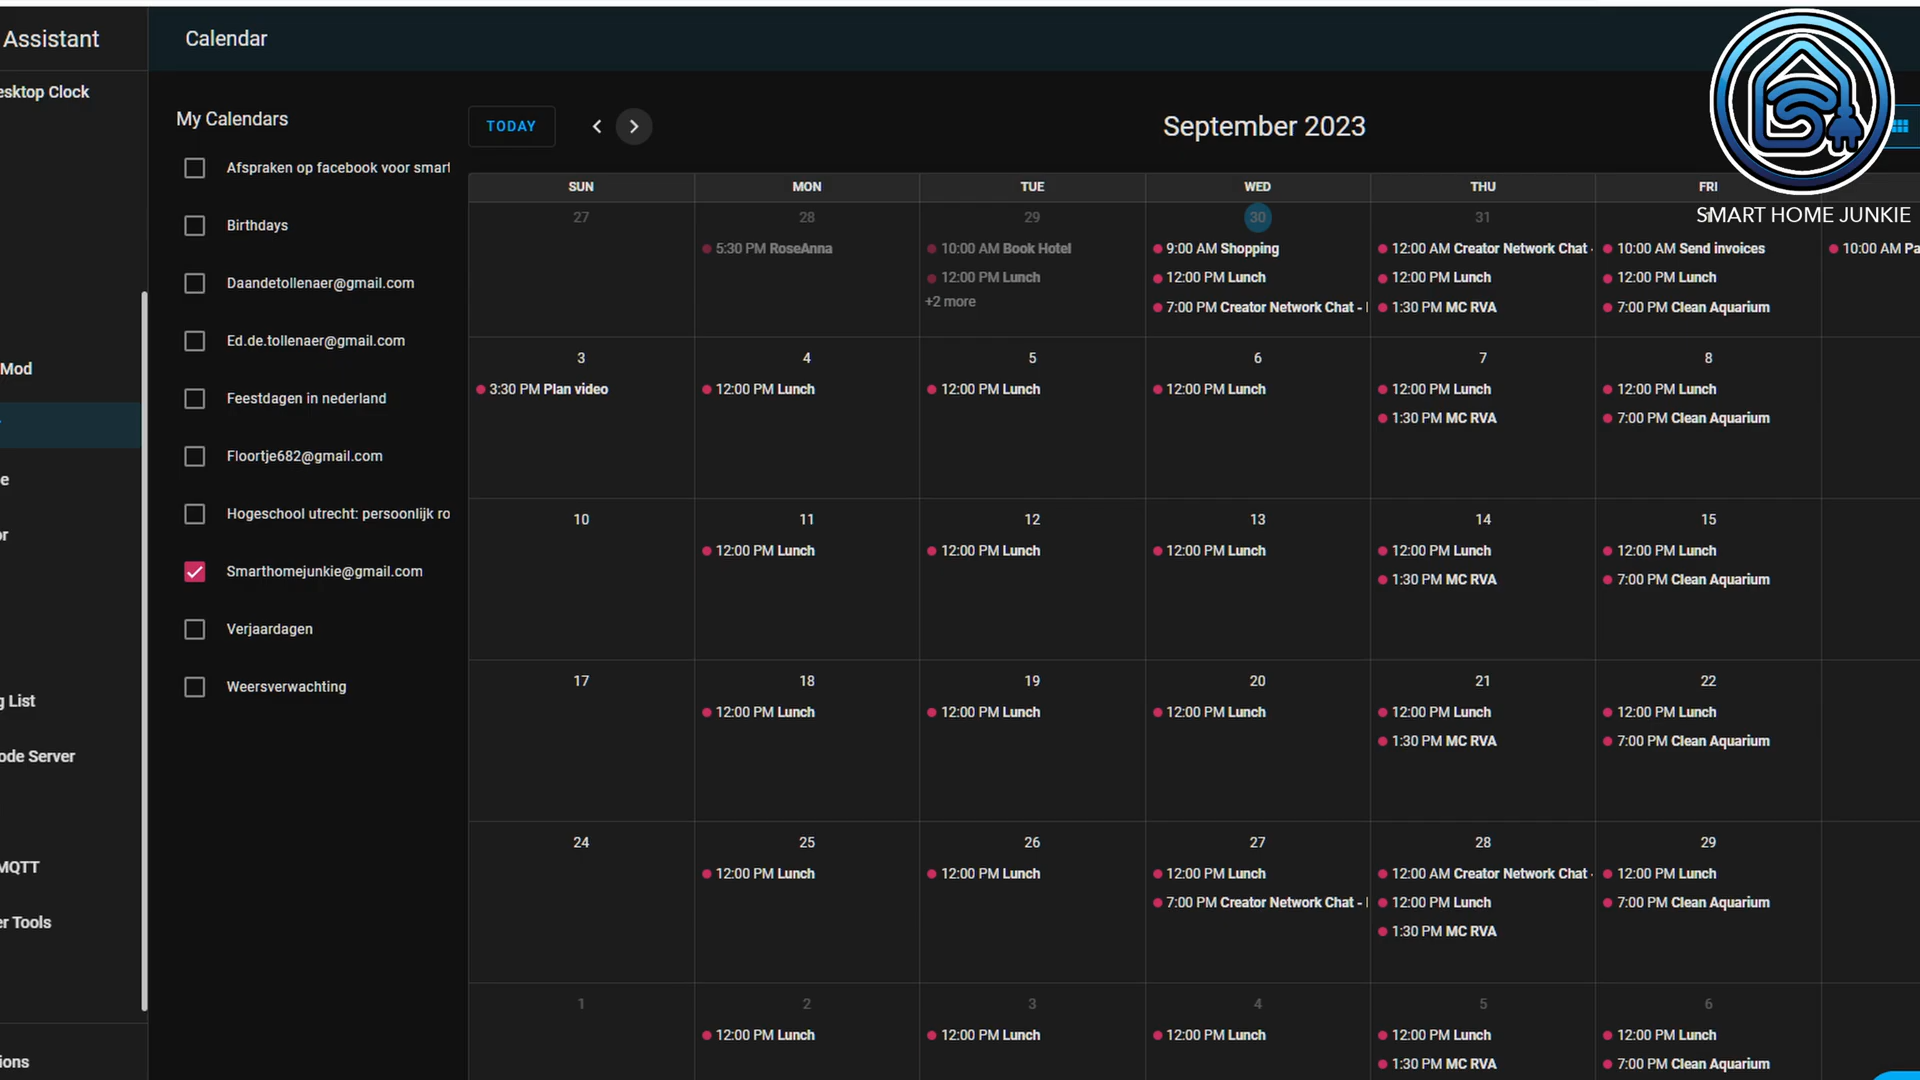 Assistant
Calendar
esktop Clock
Mod
e
or
g List
ode Server
MQTT
er Tools
ions
My Calendars
Afspraken op facebook voor smart
Birthdays
Daandetollenaer@gmail.com
Ed.de.tollenaer@gmail.com
Feestdagen in nederland
Floortje682@gmail.com
Hogeschool utrecht: persoonlijk ro
Smarthomejunkie@gmail.com
Verjaardagen
Weersverwachting
TODAY
September 2023
SMART HOME JUNKIE
SUN MON TUE WED THU FRI
27
28
5:30 PM RoseAnna
29
10:00 AM Book Hotel
12:00 PM Lunch
+2 more
30
9:00 AM Shopping
12:00 PM Lunch
7:00 PM Creator Network Chat -
31
12:00 AM Creator Network Chat
12:00 PM Lunch
1:30 PM MC RVA
10:00 AM Send invoices
12:00 PM Lunch
7:00 PM Clean Aquarium
10:00 AM Pa
3
3:30 PM Plan video
4
12:00 PM Lunch
5
12:00 PM Lunch
6
12:00 PM Lunch
7
12:00 PM Lunch
1:30 PM MC RVA
8
12:00 PM Lunch
7:00 PM Clean Aquarium
10
11
12:00 PM Lunch
12
12:00 PM Lunch
13
12:00 PM Lunch
14
12:00 PM Lunch
1:30 PM MC RVA
15
12:00 PM Lunch
7:00 PM Clean Aquarium
17
18
12:00 PM Lunch
19
12:00 PM Lunch
20
12:00 PM Lunch
21
12:00 PM Lunch
1:30 PM MC RVA
22
12:00 PM Lunch
7:00 PM Clean Aquarium
24
25
12:00 PM Lunch
26
12:00 PM Lunch
27
12:00 PM Lunch
7:00 PM Creator Network Chat -
28
12:00 AM Creator Network Chat
12:00 PM Lunch
1:30 PM MC RVA
29
12:00 PM Lunch
7:00 PM Clean Aquarium
1
2
12:00 PM Lunch
3
12:00 PM Lunch
4
12:00 PM Lunch
5
12:00 PM Lunch
1:30 PM MC RVA
6
12:00 PM Lunch
7:00 PM Clean Aquarium